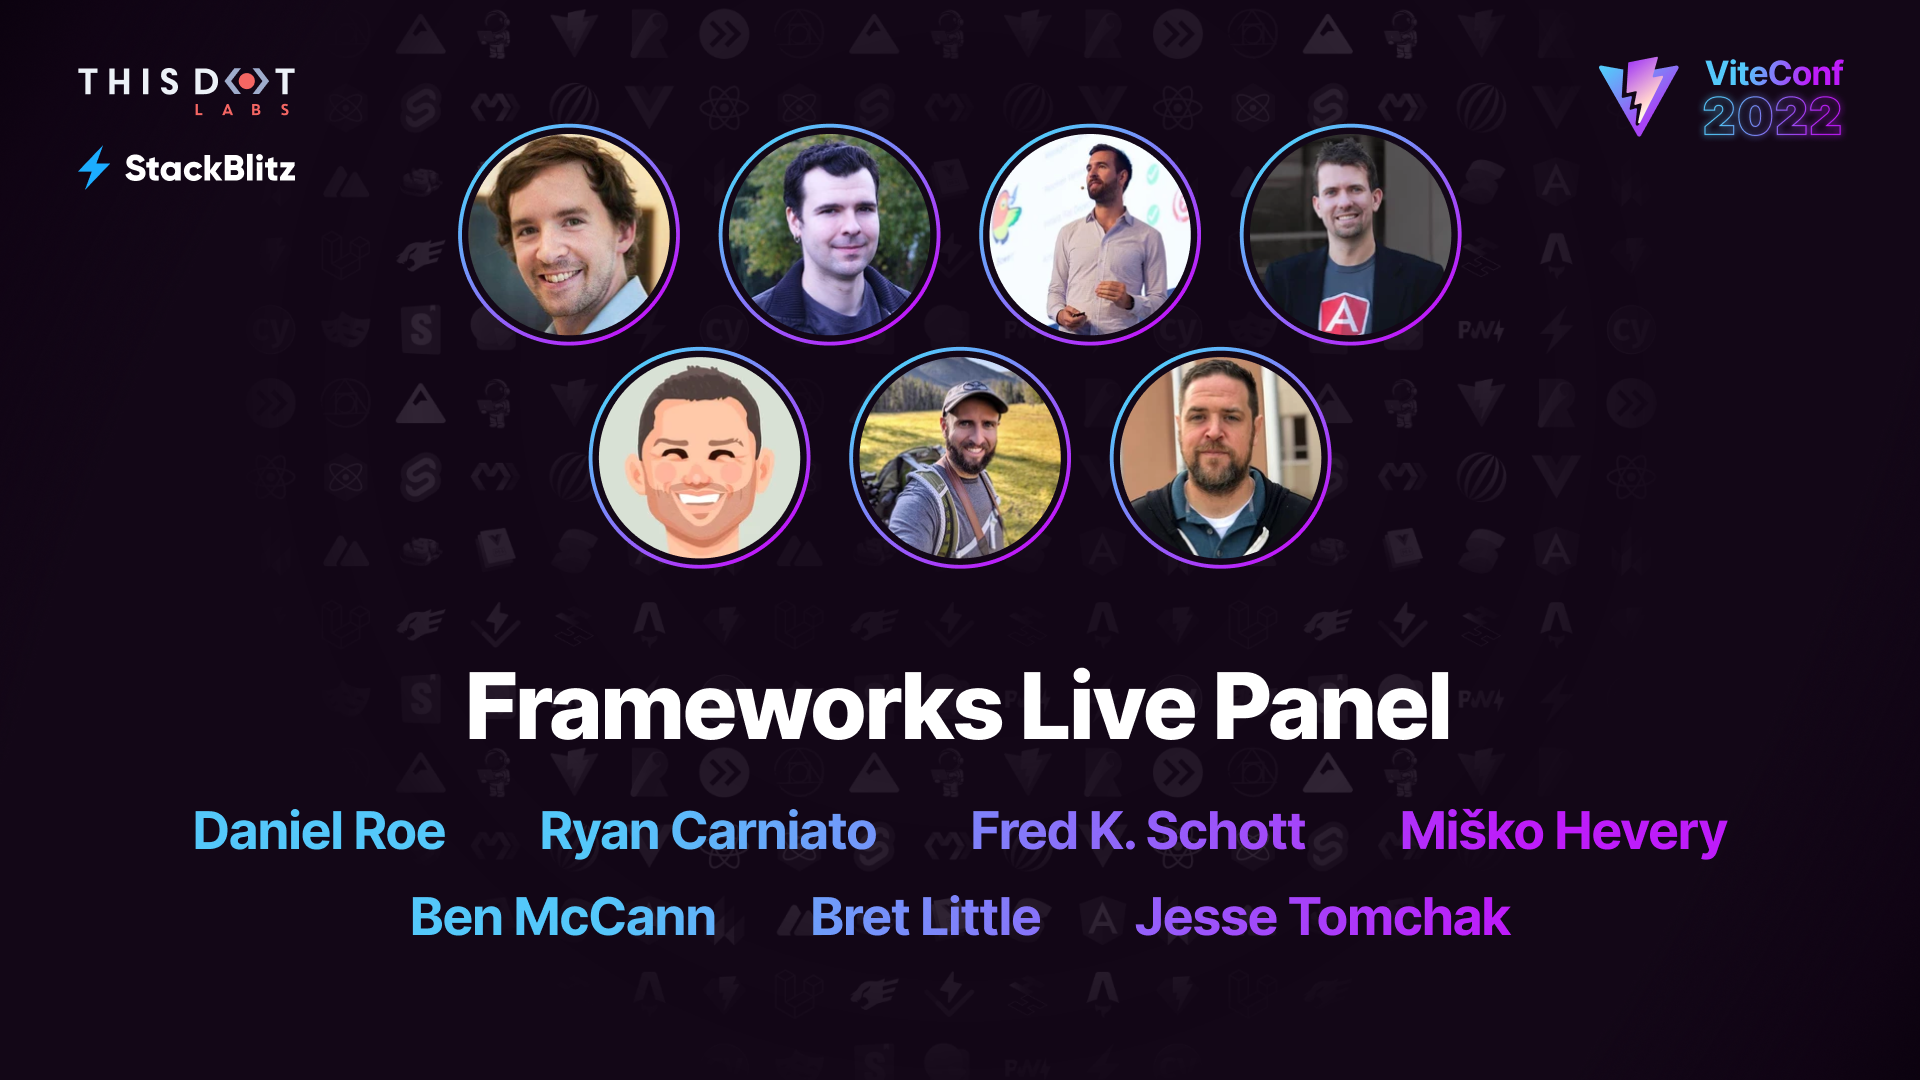 THIS DOT
LABS
StackBlitz
ViteConf
2022
Frameworks Live Panel
Daniel Roe Ryan Carniato Fred K. Schott Miško Hevery
Ben McCann Bret Little Jesse Tomchak